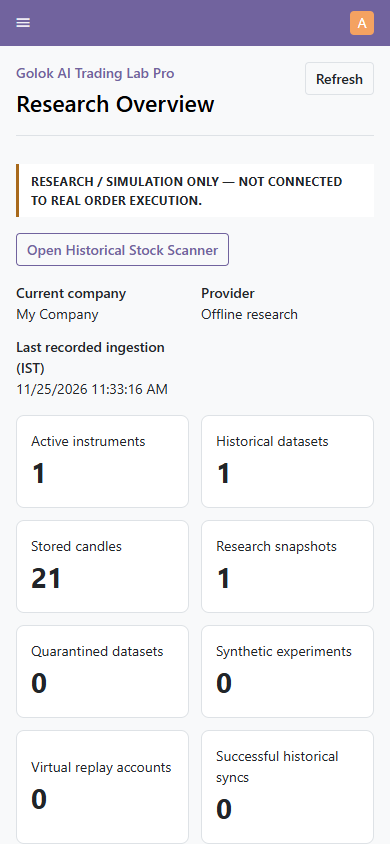 A
Golok AI Trading Lab Pro
Research Overview
Refresh
RESEARCH / SIMULATION ONLY — NOT CONNECTED
TO REAL ORDER EXECUTION.
Open Historical Stock Scanner
Current company
My Company
Provider
Offline research
Last recorded ingestion
(IST)
11/25/2026 11:33:16 AM
Active instruments
1
Historical datasets
1
Stored candles
21
Research snapshots
1
Quarantined datasets
0
Synthetic experiments
0
Virtual replay accounts
0
Successful historical
syncs
0